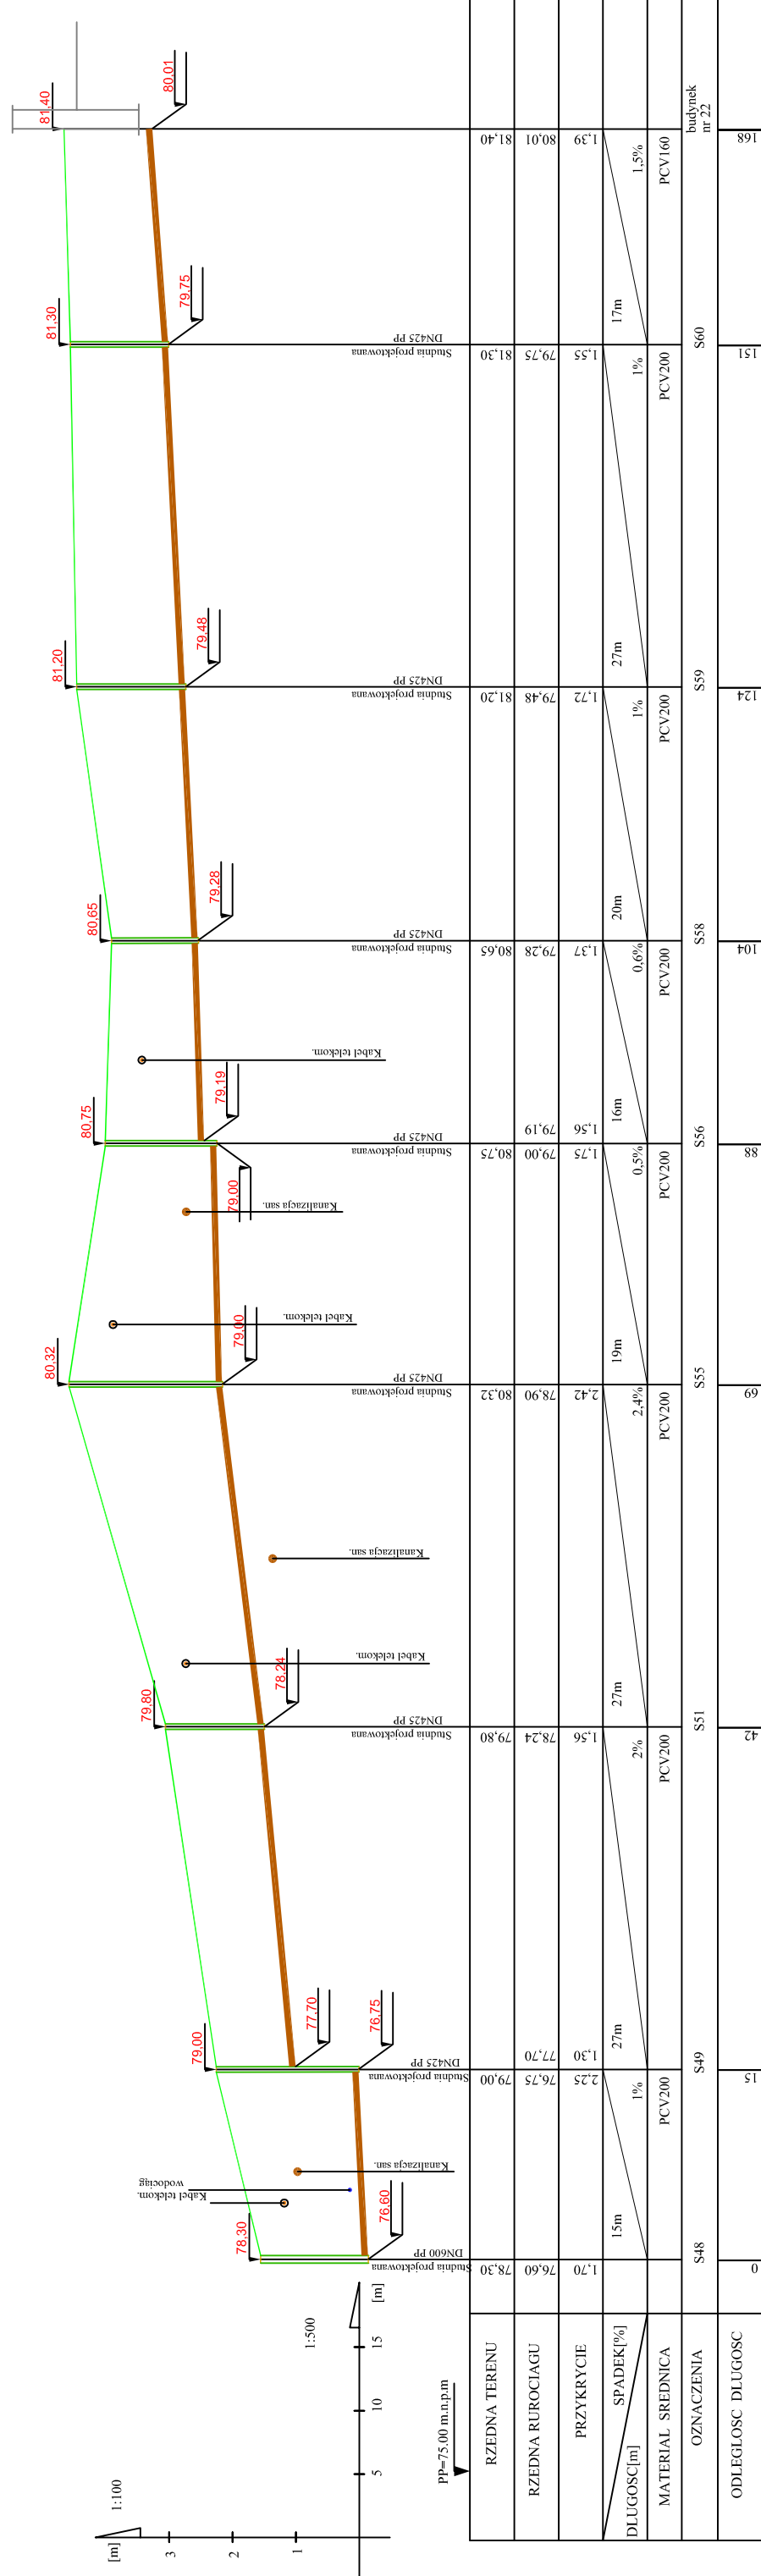 81,40
80,01
81,30
79,75
81,20
79,48
80,65
79,28
80,75
79,19
79,00
80,32
79,00
79,80
78,24
79,00
77,70
76,75
78,30
76,60
Studnia projektowana
DN425 PP
Studnia projektowana
DN425 PP
Studnia projektowana
DN425 PP
Kabel telekom.
Studnia projektowana
DN425 PP
Kanalizacja san.
Kabel telekom.
Studnia projektowana
DN425 PP
Kanalizacja san.
Kabel telekom.
Studnia projektowana
DN425 PP
Studnia projektowana
DN425 PP
Kanalizacja san.
wodociąg
Kabel telekom.
Studnia projektowana
DN600 PP
1:100
[m]
3
2
1
1:500
[m]
5
10
15
PP=75.00 m.n.p.m
RZEDNA TERENU
78,30
79,00
79,80
80,32
80,75
80,65
81,20
81,30
81,40
RZEDNA RUROCIAGU
76,60
76,75
77,70
78,24
78,90
79,00
79,19
79,28
79,48
79,75
80,01
PRZYKRYCIE
1,70
2,25
1,30
1,56
2,42
1,75
1,56
1,37
1,72
1,55
1,39
SPADEK[%]
DLUGOSC[m]
15m
1%
27m
2%
27m
2,4%
19m
0,5%
16m
0,6%
20m
1%
27m
1%
17m
1,5%
MATERIAL SREDNICA
PCV200
PCV200
PCV200
PCV200
PCV200
PCV200
PCV200
PCV160
OZNACZENIA
S48
S49
S51
S55
S56
S58
S59
S60
budynek
nr 22
ODLEGLOSC DLUGOSC
0
15
42
69
88
104
124
151
168